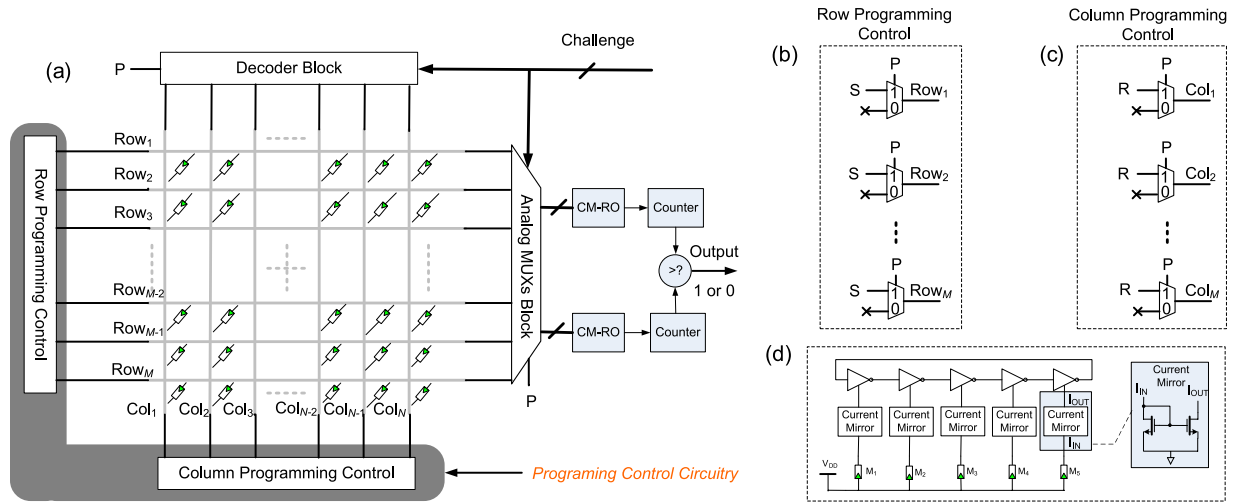 (a)
Challenge
P
Decoder Block
Row1
Row2
Row3
RowM-2
RowM-1
RowM
Row Programming Control
Col1
Col2
Col3
ColN-2
ColN-1
ColN
Column Programming Control
Programing Control Circuitry
Analog MUXs Block
P
CM-RO
Counter
>?
Output
1 or 0
CM-RO
Counter
Row Programming
Control
(b)
P
S
1
0
Row1
P
S
1
0
Row2
P
S
1
0
RowM
Column Programming
Control
(c)
P
R
1
0
Col1
P
R
1
0
Col2
P
R
1
0
ColM
(d)
Current
Mirror
Current
Mirror
Current
Mirror
Current
Mirror
IOUT
Current
Mirror
IIN
VDD
M1
M2
M3
M4
M5
Current
Mirror
IIN
IOUT